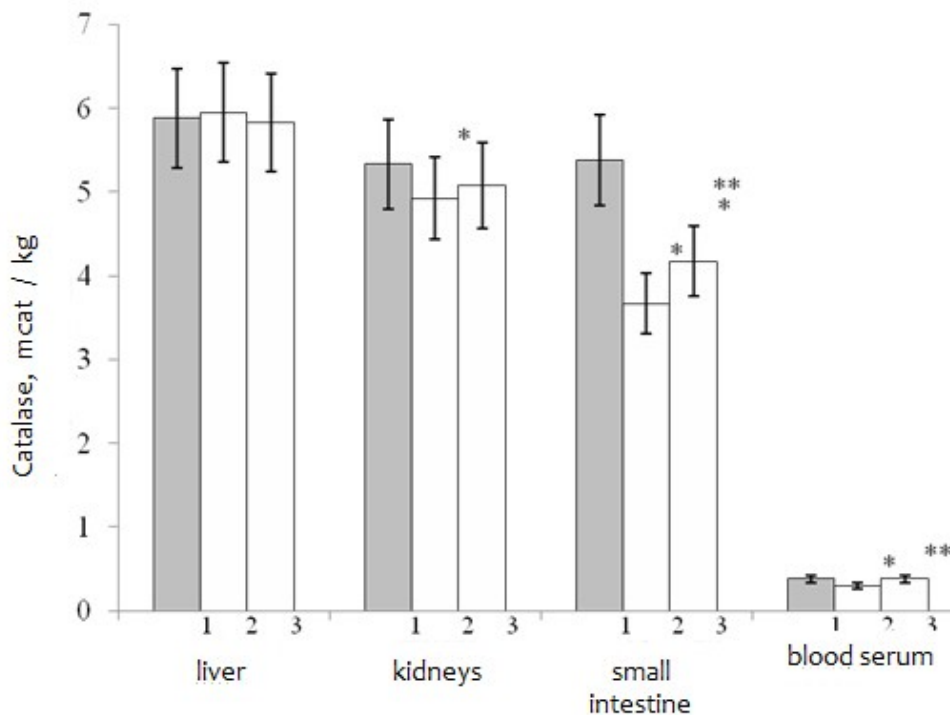 7
6
5
4
3
2
1
0
Catalase, mcat / kg
*
*
**
*
*
**
1 2 3
1 2 3
1 2 3
1 2 3
liver
kidneys
small
intestine
blood serum